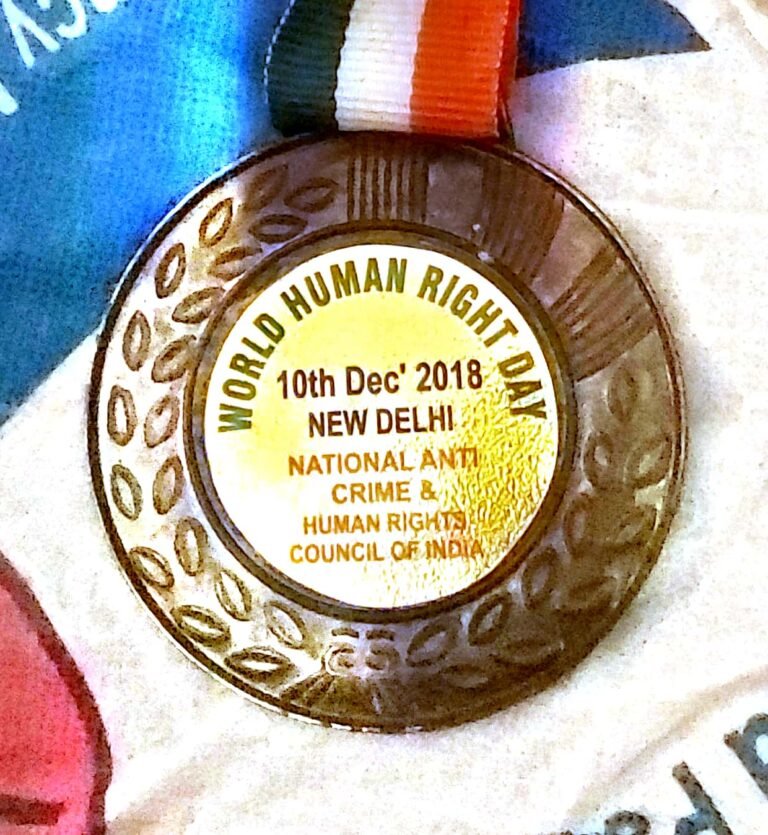 WORLD HUMAN RIGHT DAY
10th Dec' 2018
NEW DELHI
NATIONAL ANTI
CRIME &
HUMAN RIGHTS
COUNCIL OF INDIA